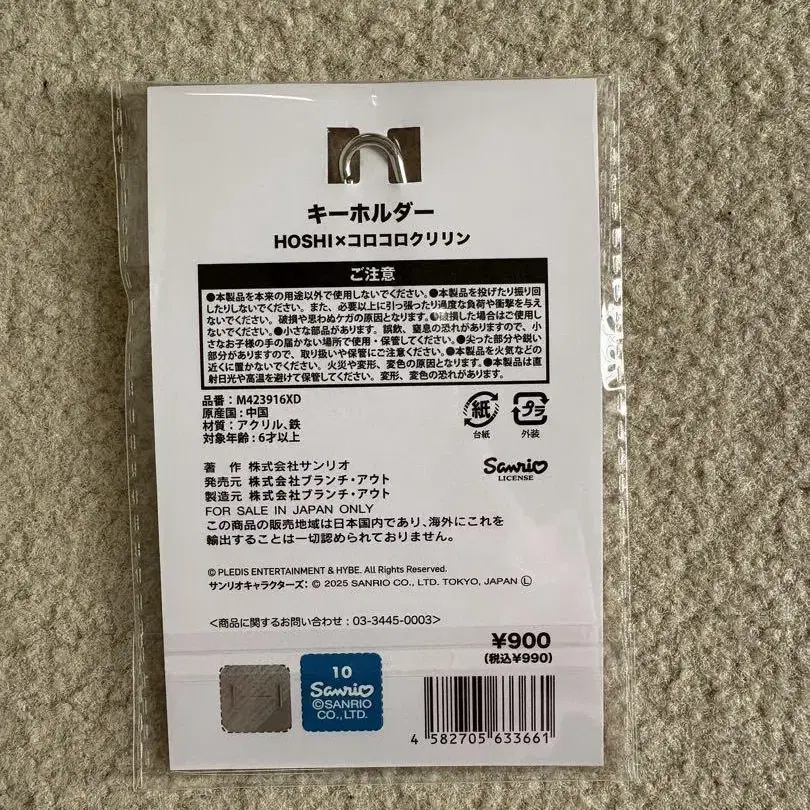 キーホルダー
HOSHI×コロコロクリリン
ご注意
●本製品を本来の用途以外で使用しないでください。●本製品を投げたり振り回
したりしないでください。また、必要以上に引っ張ったり過度な負荷や衝撃を与え
ないでください。破損や思わぬケガの原因となります。●破損した場合はご使用し
ないでください。●小さな部品があります。誤飲、窒息の恐れがありますので、小
さなお子様の手の届かない場所で使用・保管してください。●尖った部分や鋭い
部分がありますので、取り扱いや保管にご注意ください。●本製品を火気などの
近くに置かないでください。火災や変形、変色の原因となります。●本製品は直
射日光や高温を避けて保管してください。変形、変色の恐れがあります。
品番：M423916XD
原産国：中国
材質：アクリル、鉄
対象年齢：6才以上
紙
台紙
プラ
外装
著 作 株式会社サンリオ
発売元 株式会社ブランチ・アウト
製造元 株式会社ブランチ・アウト
Sanrio
LICENSE
FOR SALE IN JAPAN ONLY
この商品の販売地域は日本国内であり、海外にこれを
輸出することは一切認められておりません。
© PLEDIS ENTERTAINMENT & HYBE. All Rights Reserved.
サンリオキャラクターズ：© 2025 SANRIO CO., LTD. TOKYO, JAPAN Ⓛ
＜商品に関するお問い合わせ：03-3445-0003＞
¥900
(税込¥990)
10
Sanrio
©SANRIO
CO.,LTD.
4 582705 633661